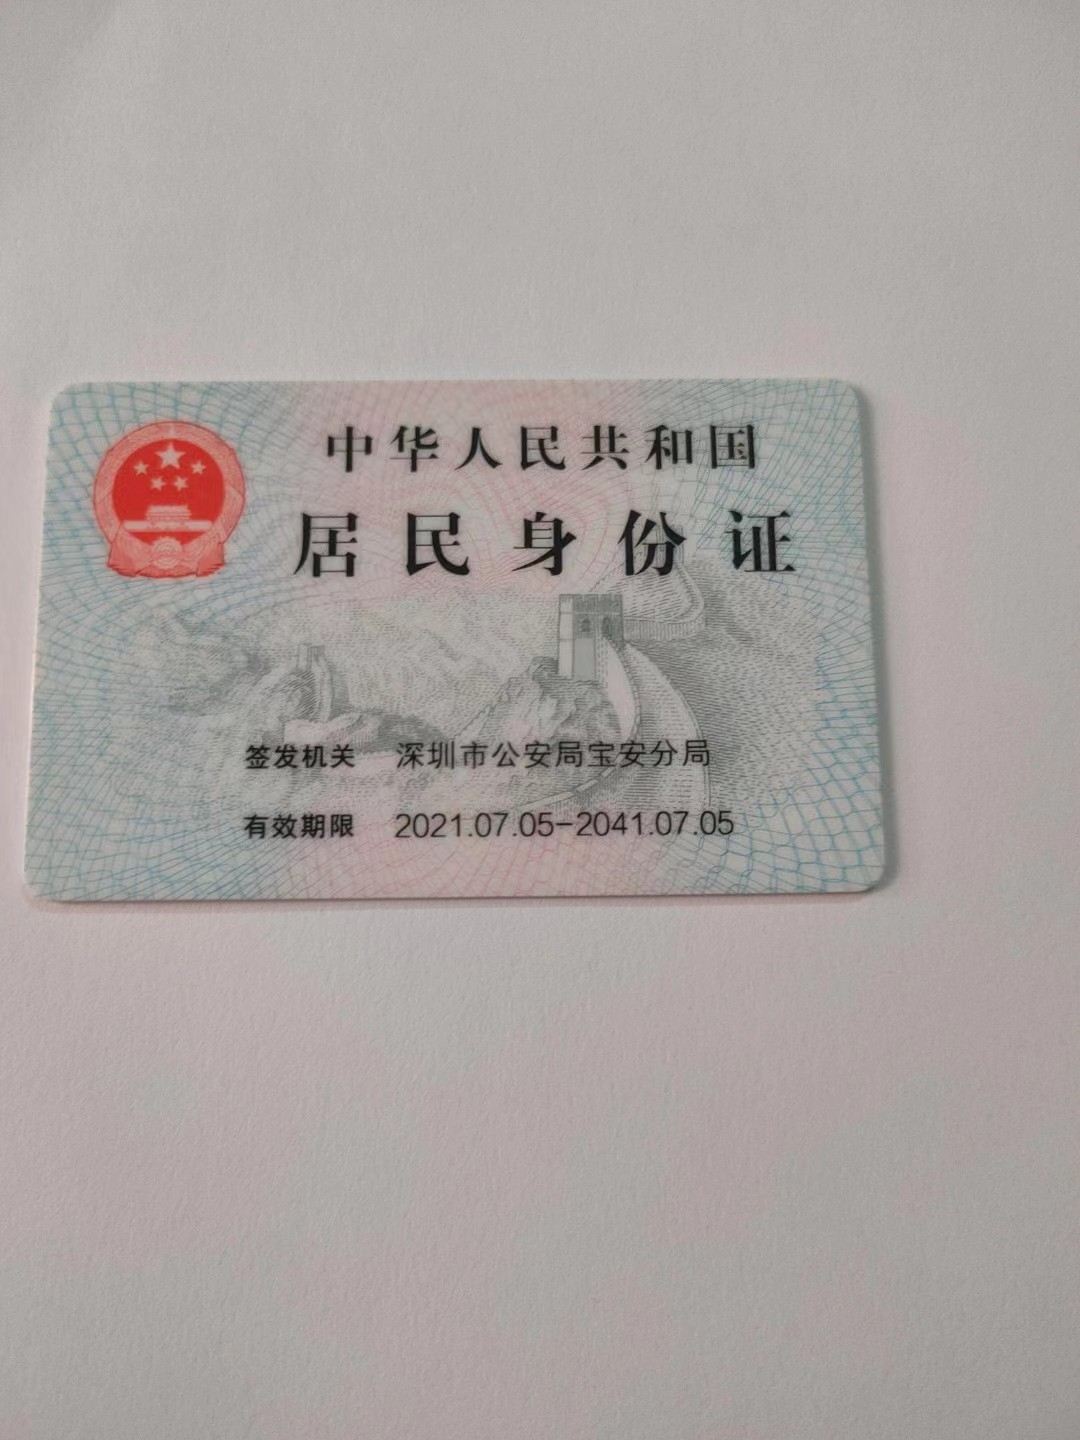 中华人民共和国
居民身份证
签发机关 深圳市公安局宝安分局
有效期限 2021.07.05-2041.07.05